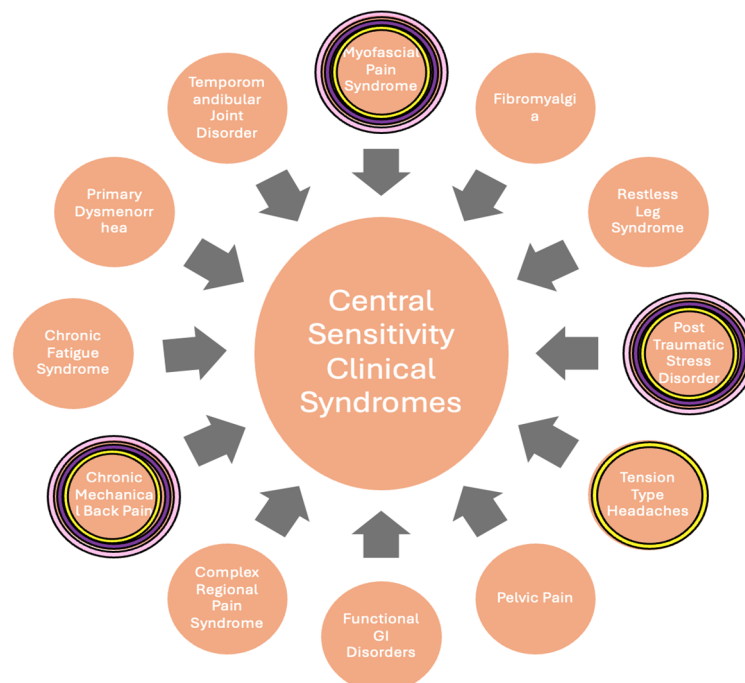 Myofascial
Pain
Syndrome
Fibromyalgi
a
Restless
Leg
Syndrome
Post
Traumatic
Stress
Disorder
Tension
Type
Headaches
Pelvic Pain
Functional
GI
Disorders
Complex
Regional
Pain
Syndrome
Chronic
Mechanica
l Back Pain
Chronic
Fatigue
Syndrome
Primary
Dysmenorr
hea
Temporom
andibular
Joint
Disorder
Central
Sensitivity
Clinical
Syndromes